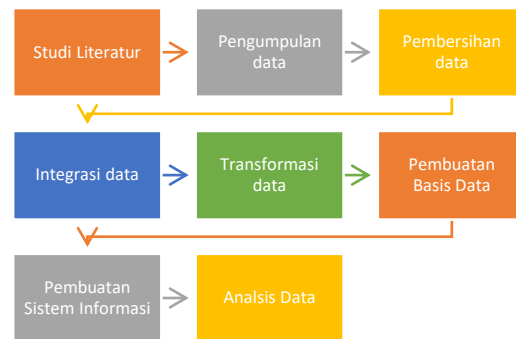 Studi Literatur
Pengumpulan
data
Pembersihan
data
Integrasi data
Transformasi
data
Pembuatan
Basis Data
Pembuatan
Sistem Informasi
Analsis Data